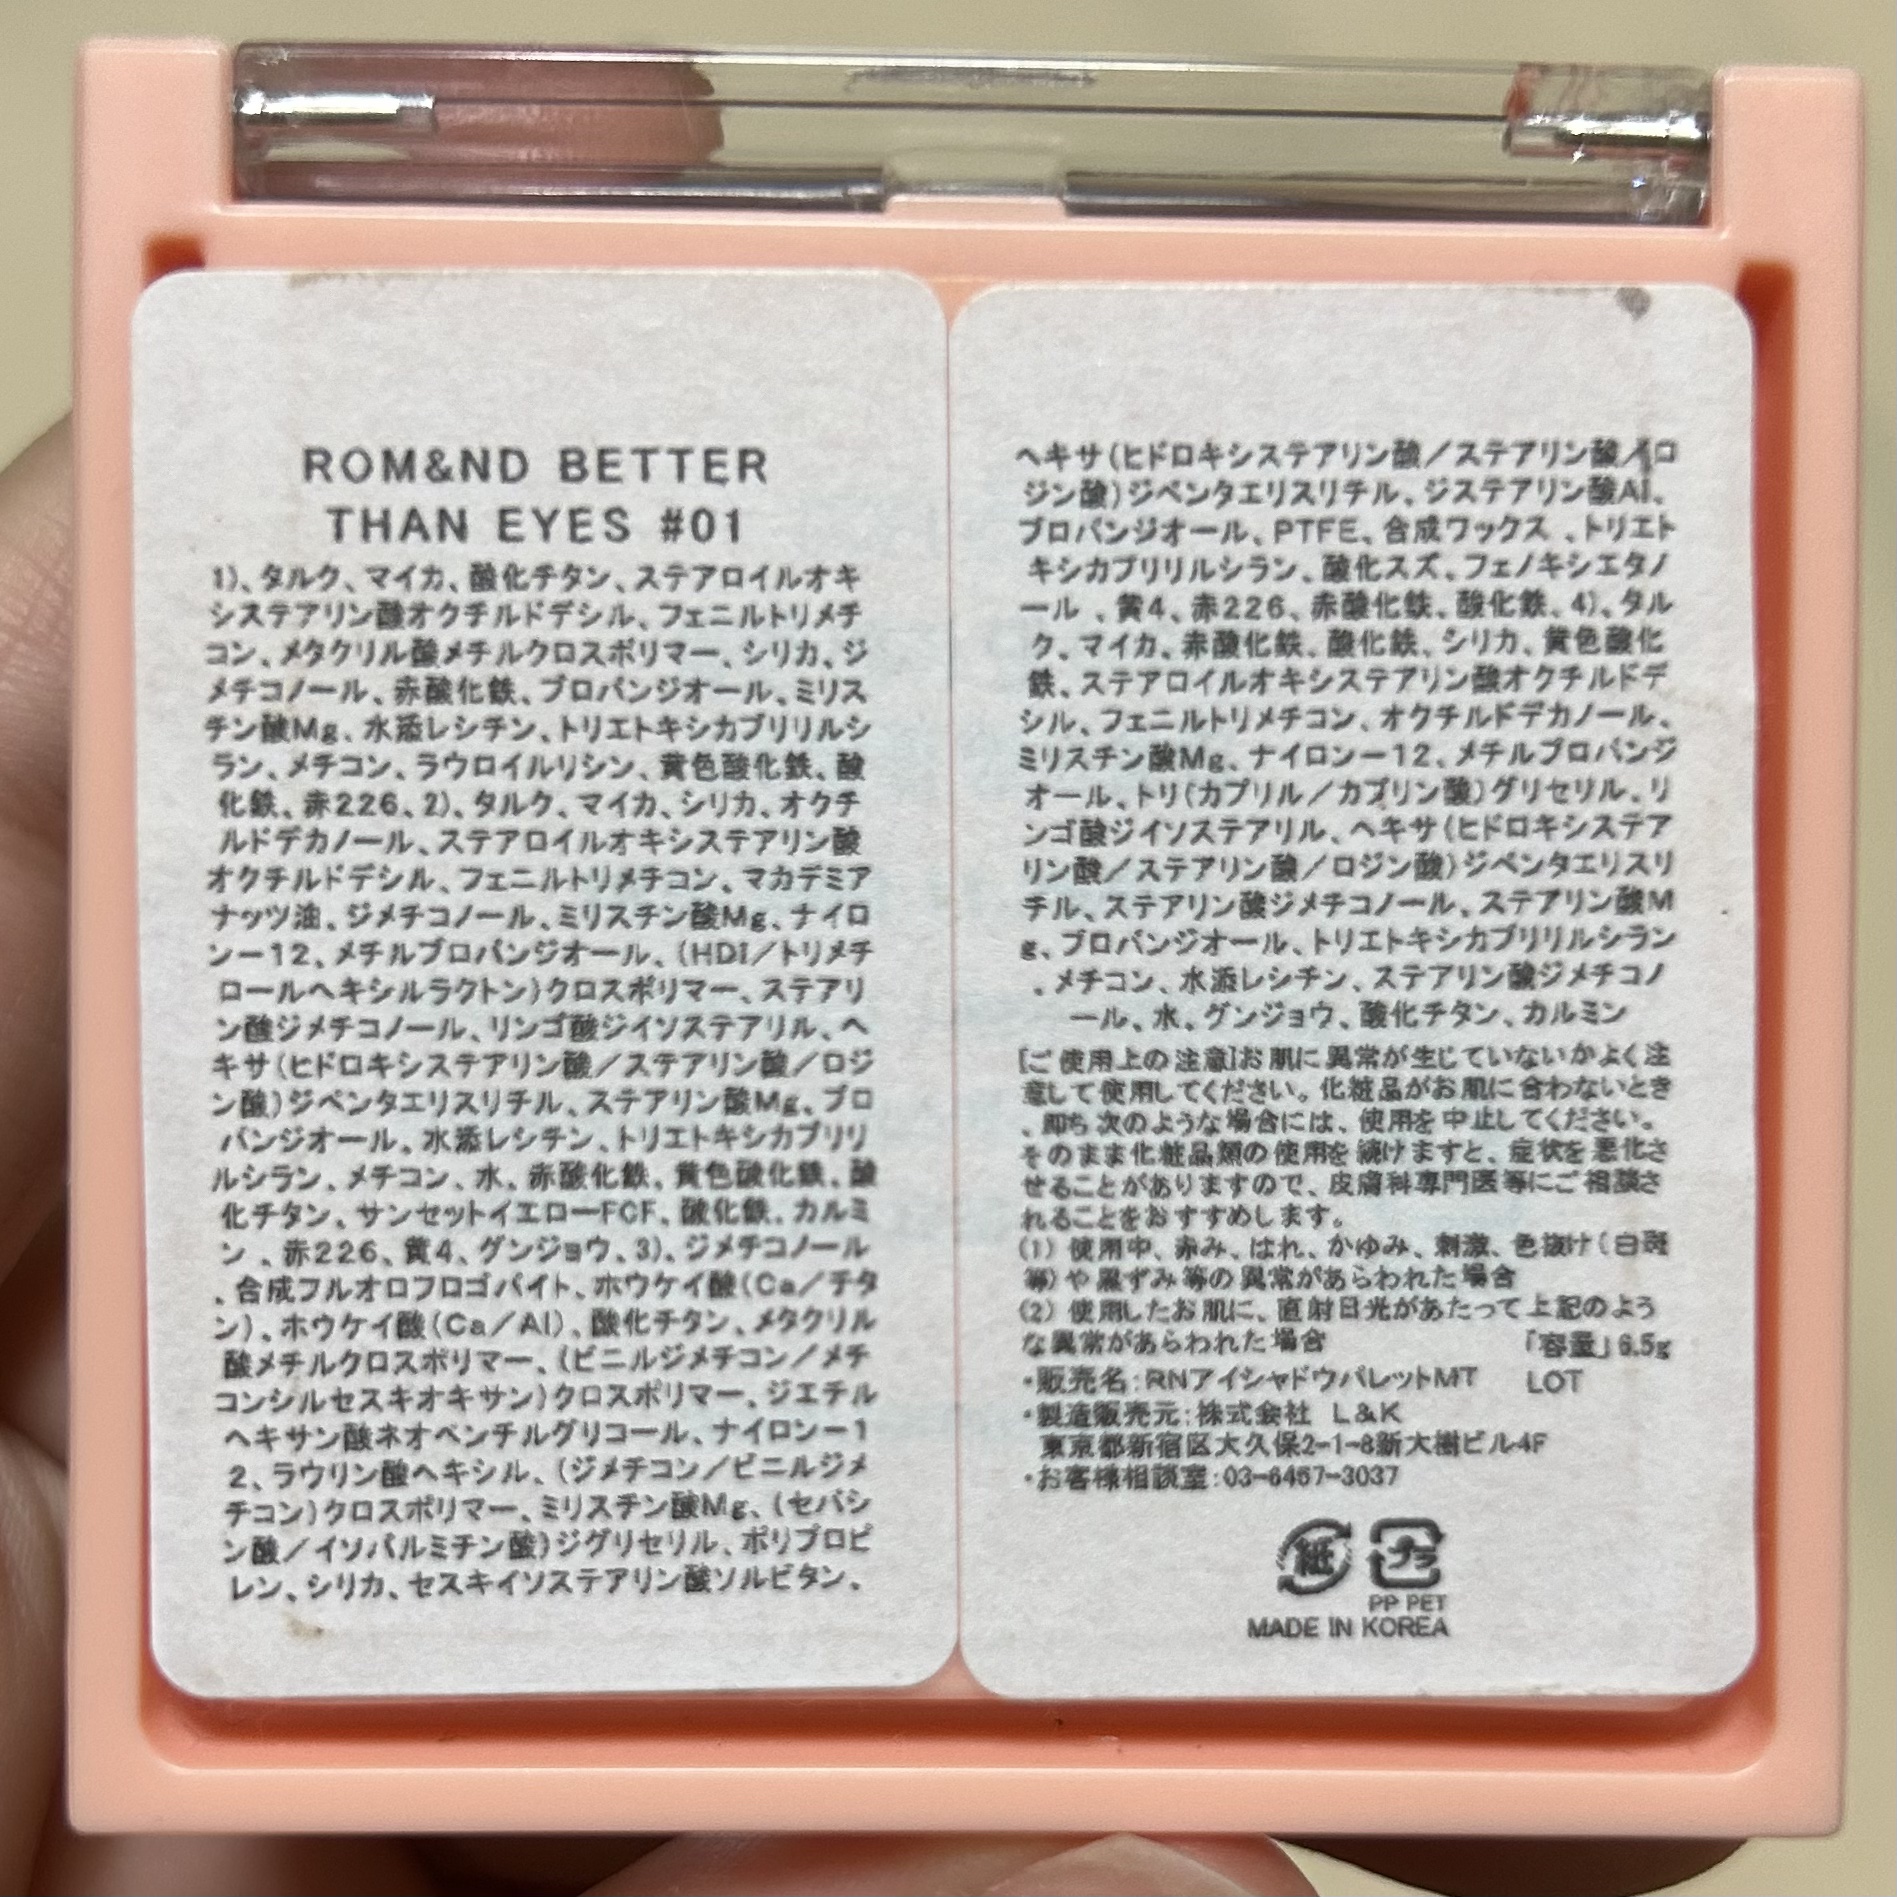 ROM&ND BETTER
THAN EYES #01
1)、タルク、マイカ、酸化チタン、ステアロイルオキ
システアリン酸オクチルドデシル、フェニルトリメチ
コン、メタクリル酸メチルクロスポリマー、シリカ、ジ
メチコノール、赤酸化鉄、プロパンジオール、ミリス
チン酸Mg、水添レシチン、トリエトキシカプリリルシ
ラン、メチコン、ラウロイルリシン、黄色酸化鉄、酸
化鉄、赤226、2)、タルク、マイカ、シリカ、オクチ
ルドデカノール、ステアロイルオキシステアリン酸
オクチルドデシル、フェニルトリメチコン、マカデミア
ナッツ油、ジメチコノール、ミリスチン酸Mg、ナイロ
ンー12、メチルプロパンジオール、(HDI/トリメチ
ロールヘキシルラクトン)クロスポリマー、ステアリ
ン酸ジメチコノール、リンゴ酸ジイソステアリル、ヘ
キサ(ヒドロキシステアリン酸/ステアリン酸/ロジ
ン酸)ジペンタエリスリチル、ステアリン酸Mg、プロ
パンジオール、水添レシチン、トリエトキシカプリリ
ルシラン、メチコン、水、赤酸化鉄、黄色酸化鉄、酸
化チタン、サンセットイエローFCF、酸化鉄、カルミ
ン、赤226、黄4、グンジョウ、3)、ジメチコノール
、合成フルオロフロゴパイト、ホウケイ酸(Ca/チタ
ン)、ホウケイ酸(Ca/Al)、酸化チタン、メタクリル
酸メチルクロスポリマー、(ビニルジメチコン/メチ
コンシルセスキオキサン)クロスポリマー、ジエチル
ヘキサン酸ネオペンチルグリコール、ナイロンー1
2、ラウリン酸ヘキシル、(ジメチコン/ビニルジメ
チコン)クロスポリマー、ミリスチン酸Mg、(セバシ
ン酸/イソパルミチン酸)ジグリセリル、ポリプロピ
レン、シリカ、セスキイソステアリン酸ソルビタン、
ヘキサ(ヒドロキシステアリン酸/ステアリン酸/ロ
ジン酸)ジペンタエリスリチル、ジステアリン酸Al、
プロパンジオール、PTFE、合成ワックス、トリエト
キシカプリリルシラン、酸化スズ、フェノキシエタノ
ール、黄4、赤226、赤酸化鉄、酸化鉄、4)、タル
ク、マイカ、赤酸化鉄、酸化鉄、シリカ、黄色酸化
鉄、ステアロイルオキシステアリン酸オクチルドデ
シル、フェニルトリメチコン、オクチルドデカノール、
ミリスチン酸Mg、ナイロンー12、メチルプロパンジ
オール、トリ(カプリル/カプリン酸)グリセリル、リ
ンゴ酸ジイソステアリル、ヘキサ(ヒドロキシステア
リン酸/ステアリン酸/ロジン酸)ジペンタエリスリ
チル、ステアリン酸ジメチコノール、ステアリン酸M
g、プロパンジオール、トリエトキシカプリリルシラン
、メチコン、水添レシチン、ステアリン酸ジメチコノ
ール、水、グンジョウ、酸化チタン、カルミン
[ご使用上の注意]お肌に異常が生じていないかよく注
意して使用してください。化粧品がお肌に合わないとき
、即ち次のような場合には、使用を中止してください。
そのまま化粧品類の使用を続けますと、症状を悪化さ
せることがありますので、皮膚科専門医等にご相談さ
れることをおすすめします。
(1) 使用中、赤み、はれ、かゆみ、刺激、色抜け(白斑
等)や黒ずみ等の異常があらわれた場合
(2) 使用したお肌に、直射日光があたって上記のよう
な異常があらわれた場合 「容量」6.5g
・販売名:RNアイシャドウパレットMT LOT
・製造販売元:株式会社 L&K
東京都新宿区大久保2-1-8新大樹ビル4F
・お客様相談室:03-6457-3037
紙 プラ
PP PET
MADE IN KOREA